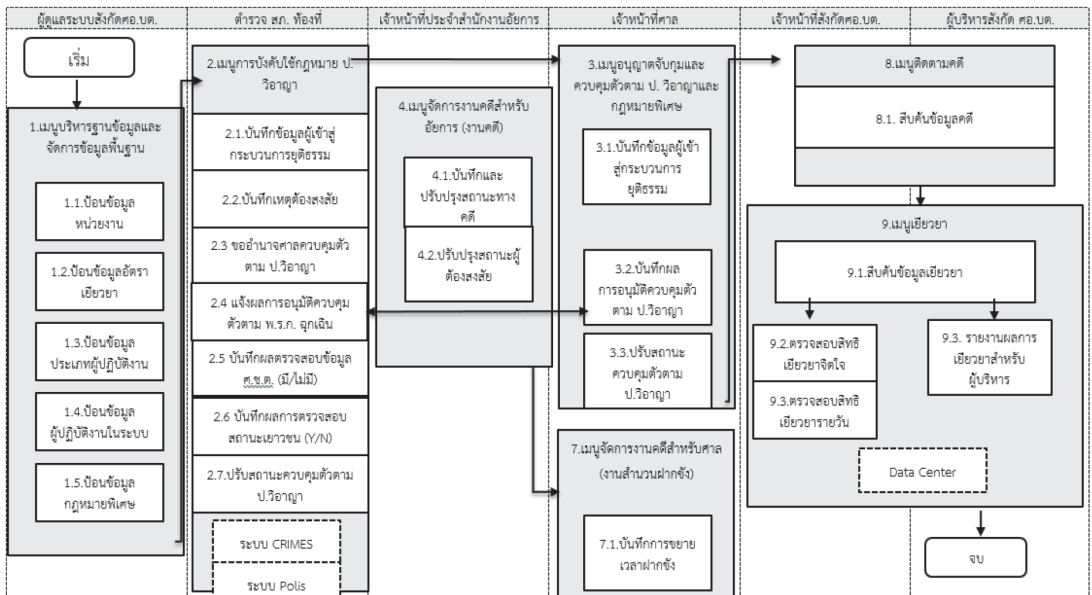 ผู้ดูแลระบบสังกัดศอ.บต.
ตำรวจ สภ. ท้องที่
เจ้าหน้าที่ประจำสำนักงานอัยการ
เจ้าหน้าที่ศาล
เจ้าหน้าที่สังกัดศอ.บต.
ผู้บริหารสังกัด ศอ.บต.
เริ่ม
1.เมนูบริหารฐานข้อมูลและ
จัดการข้อมูลพื้นฐาน
1.1.ป้อนข้อมูล
หน่วยงาน
1.2.ป้อนข้อมูลอัตรา
เยียวยา
1.3.ป้อนข้อมูล
ประเภทผู้ปฏิบัติงาน
1.4.ป้อนข้อมูล
ผู้ปฏิบัติงานในระบบ
1.5.ป้อนข้อมูล
กฎหมายพิเศษ
2.เมนูการบังคับใช้กฎหมาย ป.
วิอาญา
2.1.บันทึกข้อมูลผู้เข้าสู่
กระบวนการยุติธรรม
2.2.บันทึกเหตุต้องสงสัย
2.3 ขออำนาจศาลควบคุมตัว
ตาม ป.วิอาญา
2.4 แจ้งผลการอนุมัติควบคุม
ตัวตาม พ.ร.ก. ฉุกเฉิน
2.5 บันทึกผลตรวจสอบข้อมูล
ศ.ช.ต. (มี/ไม่มี)
2.6 บันทึกผลการตรวจสอบ
สถานะเยาวชน (Y/N)
2.7.ปรับสถานะควบคุมตัวตาม
ป.วิอาญา
ระบบ CRIMES
ระบบ Polis
4.เมนูจัดการงานคดีสำหรับ
อัยการ (งานคดี)
4.1.บันทึกและ
ปรับปรุงสถานะทาง
คดี
4.2.ปรับปรุงสถานะผู้
ต้องสงสัย
3.เมนูอนุญาตจับกุมและ
ควบคุมตัวตาม ป. วิอาญาและ
กฎหมายพิเศษ
3.1.บันทึกข้อมูลผู้เข้า
สู่กระบวนการ
ยุติธรรม
3.2.บันทึกผล
การอนุมัติควบคุมตัว
ตาม ป.วิอาญา
3.3.ปรับสถานะ
ควบคุมตัวตาม
ป.วิอาญา
7.เมนูจัดการงานคดีสำหรับศาล
(งานสำนวนฝากขัง)
7.1.บันทึกการขยาย
เวลาฝากขัง
8.เมนูติดตามคดี
8.1. สืบค้นข้อมูลคดี
9.เมนูเยียวยา
9.1.สืบค้นข้อมูลเยียวยา
9.2.ตรวจสอบสิทธิ
เยียวยาจิตใจ
9.3.ตรวจสอบสิทธิ
เยียวยารายวัน
9.3. รายงานผลการ
เยียวยาสำหรับ
ผู้บริหาร
Data Center
จบ